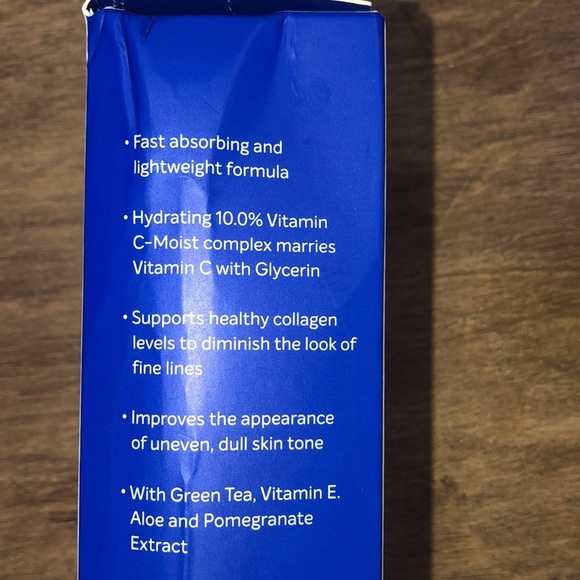 • Fast absorbing and
lightweight formula
• Hydrating 10.0% Vitamin
C-Moist complex marries
Vitamin C with Glycerin
• Supports healthy collagen
levels to diminish the look of
fine lines
• Improves the appearance
of uneven, dull skin tone
• With Green Tea, Vitamin E.
Aloe and Pomegranate
Extract